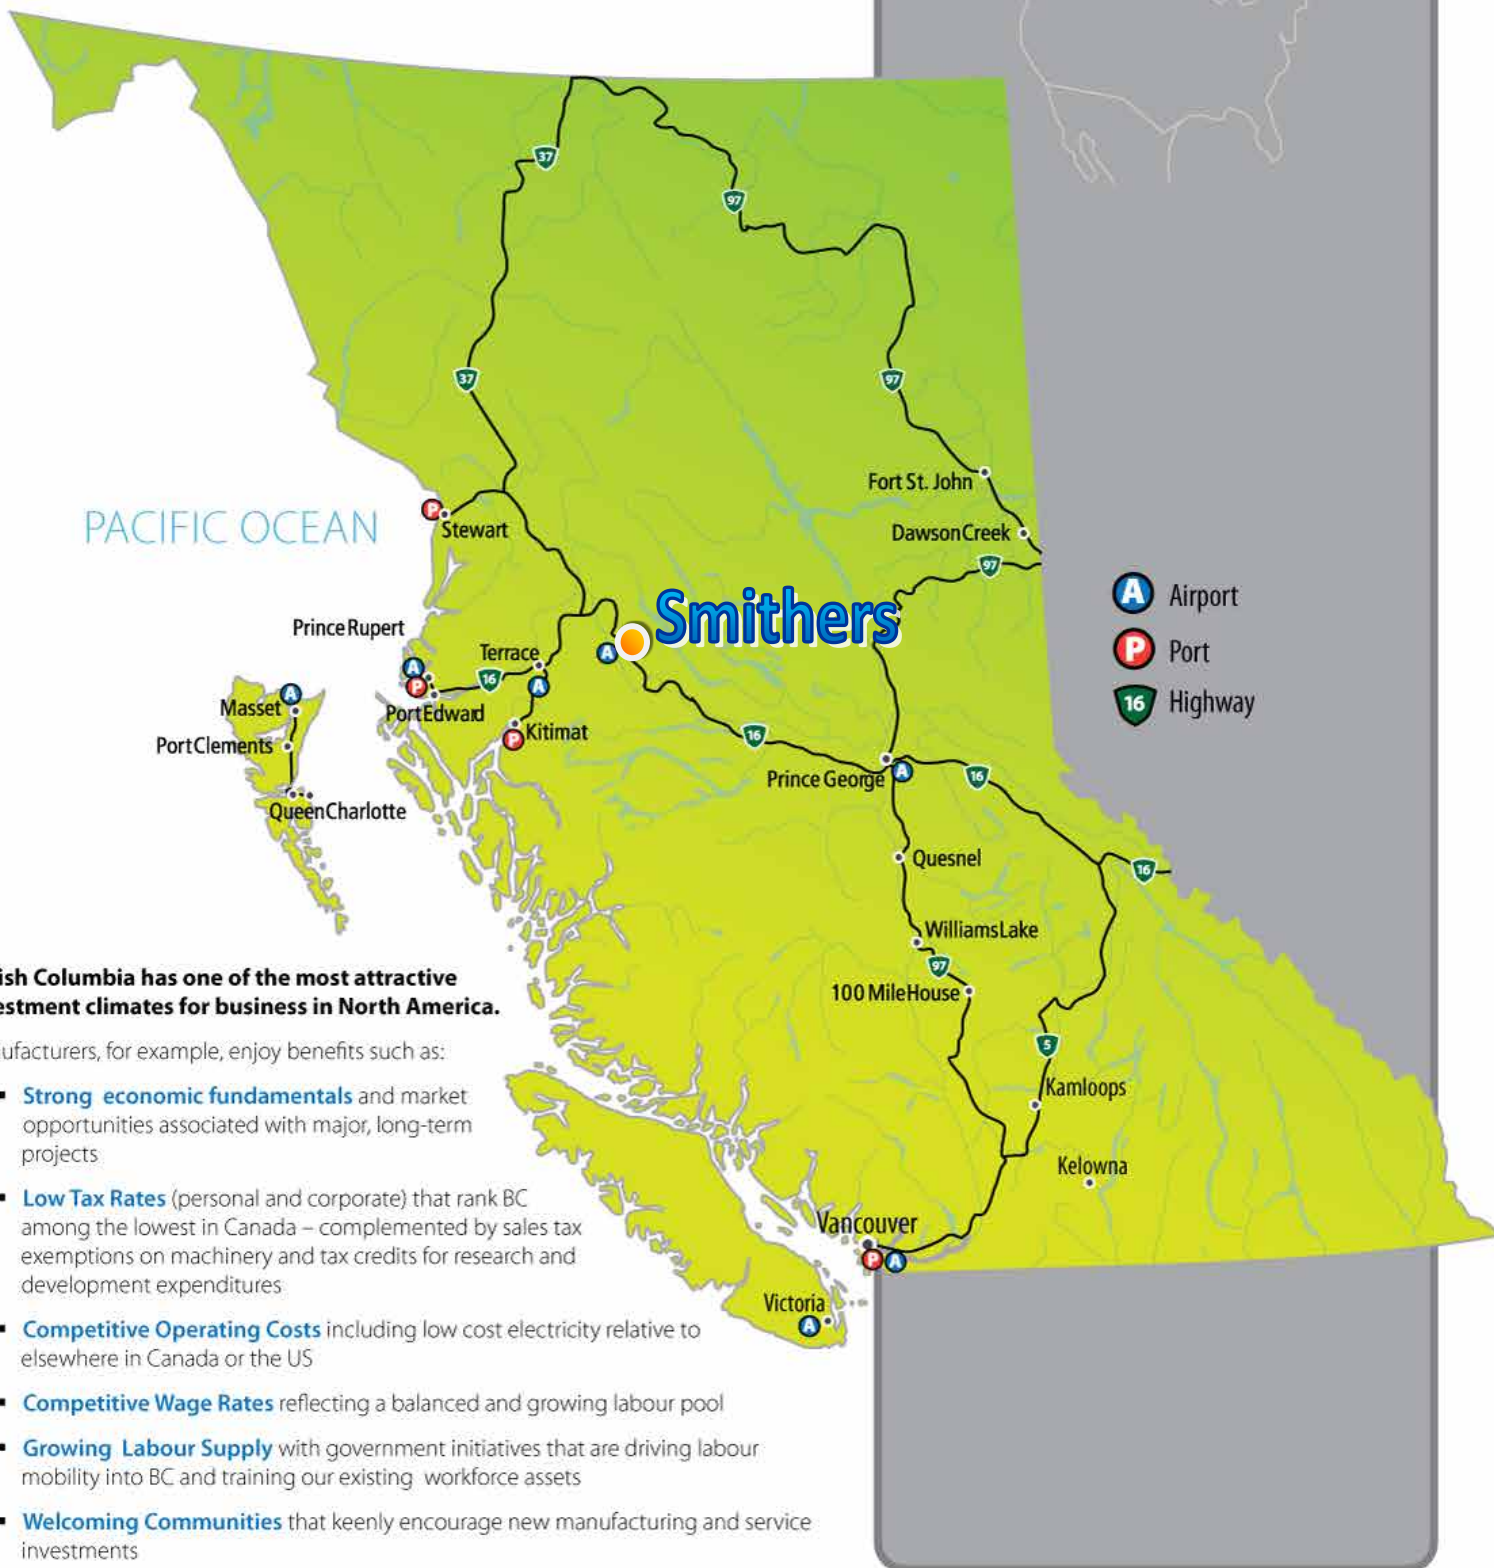 37
97
37
97
Fort St. John
PACIFIC OCEAN
P
Stewart
Dawson Creek
97
A Airport
Smithers
Prince Rupert
A
Terrace
P Port
A
16
A
P
A
16 Highway
Masset
Port Edward
Kitimat
P
16
Port Clements
Prince George
A
16
Queen Charlotte
Quesnel
16
Williams Lake
97
100 Mile House
5
Kamloops
Kelowna
Vancouver
P A
Victoria
A
ish Columbia has one of the most attractive
estment climates for business in North America.
ufacturers, for example, enjoy benefits such as:
▪ Strong economic fundamentals and market
opportunities associated with major, long-term
projects
▪ Low Tax Rates (personal and corporate) that rank BC
among the lowest in Canada – complemented by sales tax
exemptions on machinery and tax credits for research and
development expenditures
▪ Competitive Operating Costs including low cost electricity relative to
elsewhere in Canada or the US
▪ Competitive Wage Rates reflecting a balanced and growing labour pool
▪ Growing Labour Supply with government initiatives that are driving labour
mobility into BC and training our existing workforce assets
▪ Welcoming Communities that keenly encourage new manufacturing and service
investments